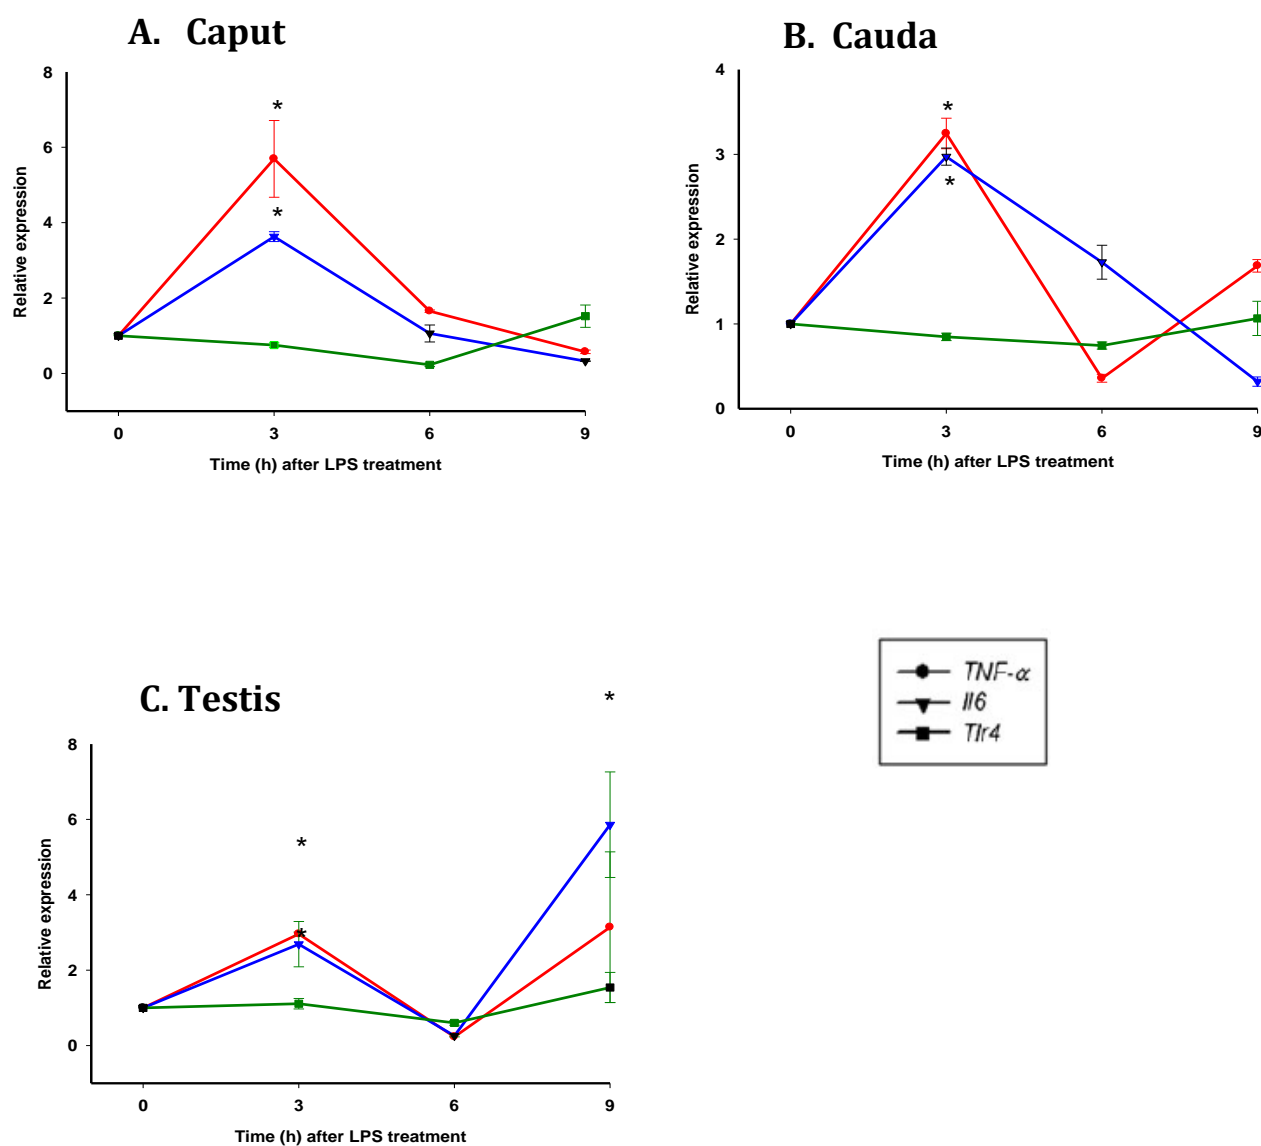 A. Caput
8
6
4
2
0
Relative expression
*
*
0 3 6 9
Time (h) after LPS treatment
B. Cauda
4
3
2
1
0
Relative expression
*
*
0 3 6 9
Time (h) after LPS treatment
C. Testis
8
6
4
2
0
Relative expression
*
*
*
0 3 6 9
Time (h) after LPS treatment
TNF-α
Il6
Tlr4